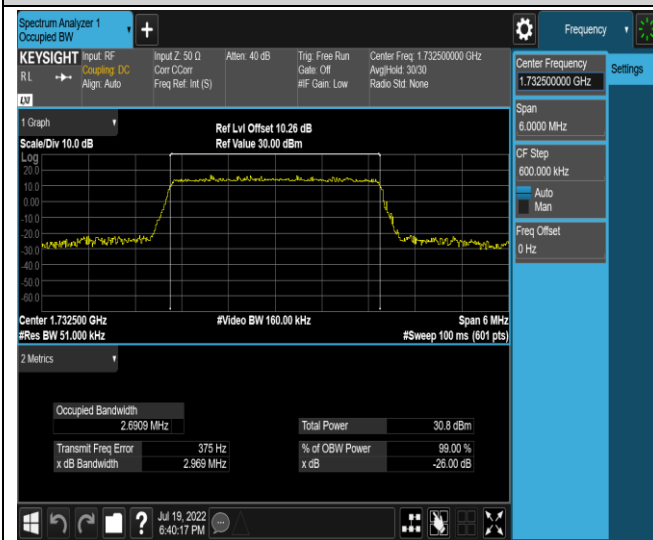 Spectrum Analyzer 1
Occupied BW
+
Frequency
KEYSIGHT
RL
LXI
Input: RF
Coupling: DC
Align: Auto
Input Z: 50 Ω
Corr CCorr
Freq Ref: Int (S)
Atten: 40 dB
Trig: Free Run
Gate: Off
#IF Gain: Low
Center Freq: 1.732500000 GHz
Avg|Hold: 30/30
Radio Std: None
Center Frequency
1.732500000 GHz
Settings
Span
6.0000 MHz
CF Step
600.000 kHz
Auto
Man
Freq Offset
0 Hz
1 Graph
Scale/Div 10.0 dB
Ref Lvl Offset 10.26 dB
Ref Value 30.00 dBm
Log
20.0
10.0
0.00
-10.0
-20.0
-30.0
-40.0
-50.0
-60.0
Center 1.732500 GHz
#Video BW 160.00 kHz
Span 6 MHz
#Res BW 51.000 kHz
#Sweep 100 ms (601 pts)
2 Metrics
Occupied Bandwidth
2.6909 MHz
Total Power 30.8 dBm
Transmit Freq Error 375 Hz
% of OBW Power 99.00 %
x dB Bandwidth 2.969 MHz
x dB -26.00 dB
?
Jul 19, 2022
6:40:17 PM